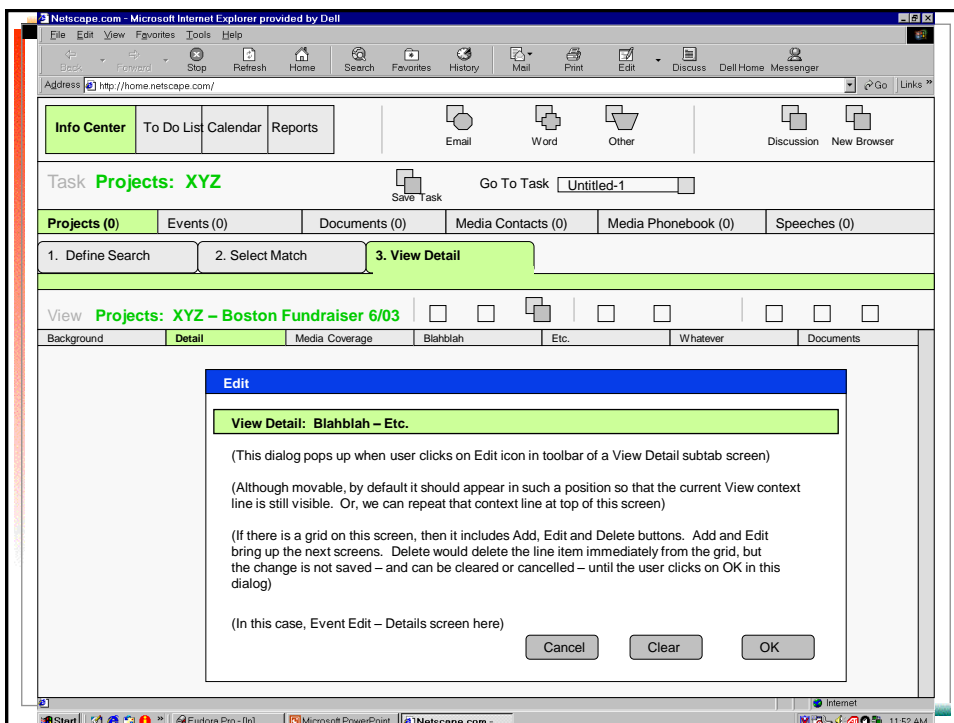 Netscape.com - Microsoft Internet Explorer provided by Dell
File Edit View Favorites Tools Help
Back Forward Stop Refresh Home Search Favorites History Mail Print Edit Discuss Dell Home Messenger
Address http://home.netscape.com/ Go Links »
Info Center To Do List Calendar Reports Email Word Other Discussion New Browser
Task Projects: XYZ Save Task Go To Task Untitled-1
Projects (0) Events (0) Documents (0) Media Contacts (0) Media Phonebook (0) Speeches (0)
1. Define Search 2. Select Match 3. View Detail
View Projects: XYZ – Boston Fundraiser 6/03
Background Detail Media Coverage Blahblah Etc. Whatever Documents
Edit
View Detail: Blahblah – Etc.
(This dialog pops up when user clicks on Edit icon in toolbar of a View Detail subtab screen)
(Although movable, by default it should appear in such a position so that the current View context
line is still visible. Or, we can repeat that context line at top of this screen)
(If there is a grid on this screen, then it includes Add, Edit and Delete buttons. Add and Edit
bring up the next screens. Delete would delete the line item immediately from the grid, but
the change is not saved – and can be cleared or cancelled – until the user clicks on OK in this
dialog)
(In this case, Event Edit – Details screen here)
Cancel Clear OK
Internet
Start » Eudora Pro - [In] Microsoft PowerPoint Netscape.com - 11:52 AM